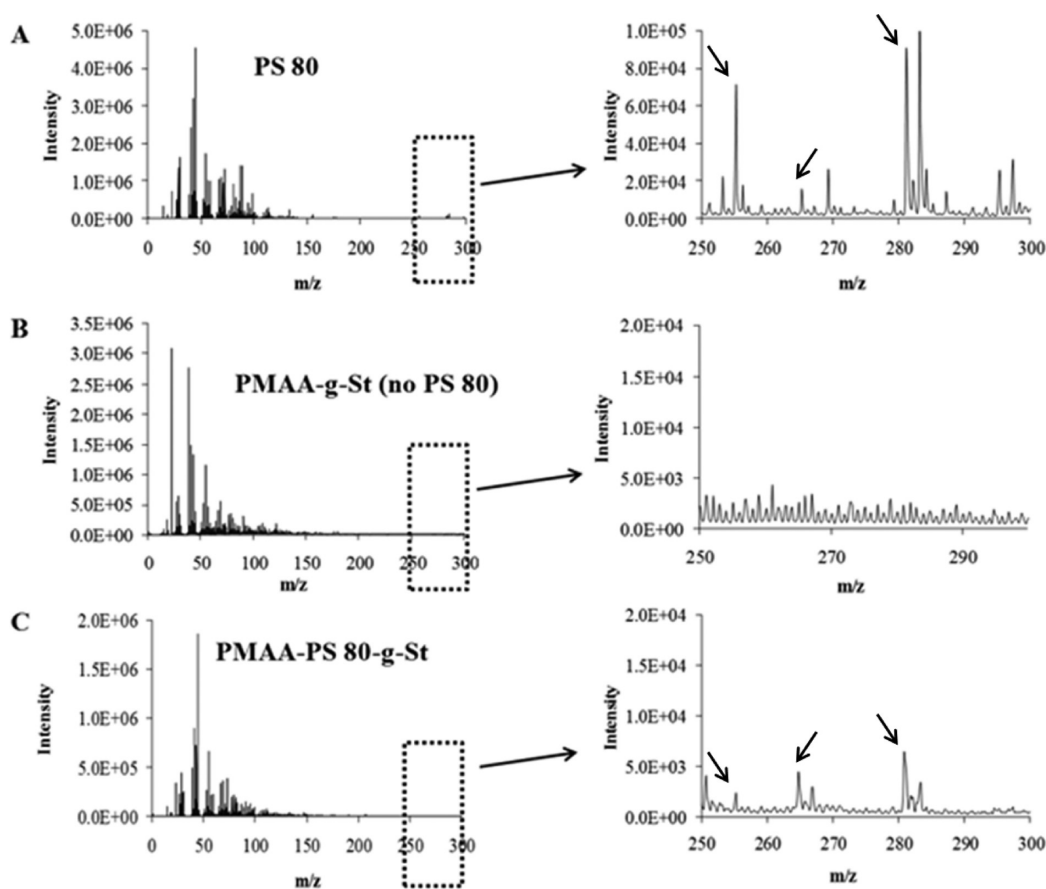 A
PS 80
Intensity
5.0E+06
4.0E+06
3.0E+06
2.0E+06
1.0E+06
0.0E+00
0 50 100 150 200 250 300
m/z
Intensity
1.0E+05
8.0E+04
6.0E+04
4.0E+04
2.0E+04
0.0E+00
250 260 270 280 290 300
m/z
B
PMAA-g-St (no PS 80)
Intensity
3.5E+06
3.0E+06
2.5E+06
2.0E+06
1.5E+06
1.0E+06
5.0E+05
0.0E+00
0 50 100 150 200 250 300
m/z
Intensity
2.0E+04
1.5E+04
1.0E+04
5.0E+03
0.0E+00
250 270 290
m/z
C
PMAA-PS 80-g-St
Intensity
2.0E+06
1.5E+06
1.0E+06
5.0E+05
0.0E+00
0 50 100 150 200 250 300
m/z
Intensity
2.0E+04
1.5E+04
1.0E+04
5.0E+03
0.0E+00
250 260 270 280 290 300
m/z